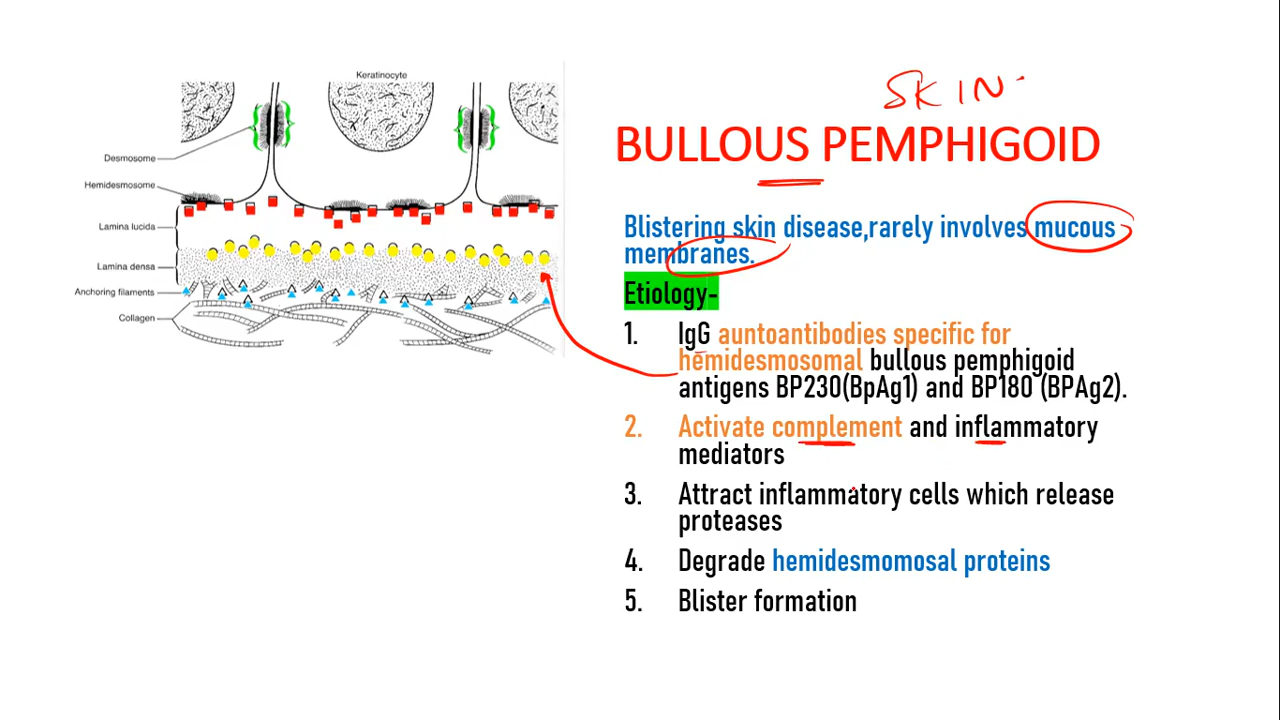 Keratinocyte
Desmosome
Hemidesmosome
Lamina lucida
Lamina densa
Anchoring filaments
Collagen
SKIN
BULLOUS PEMPHIGOID
Blistering skin disease,rarely involves mucous
membranes.
Etiology-
1. IgG auntoantibodies specific for
hemidesmosomal bullous pemphigoid
antigens BP230(BpAg1) and BP180 (BPAg2).
2. Activate complement and inflammatory
mediators
3. Attract inflammatory cells which release
proteases
4. Degrade hemidesmomosal proteins
5. Blister formation